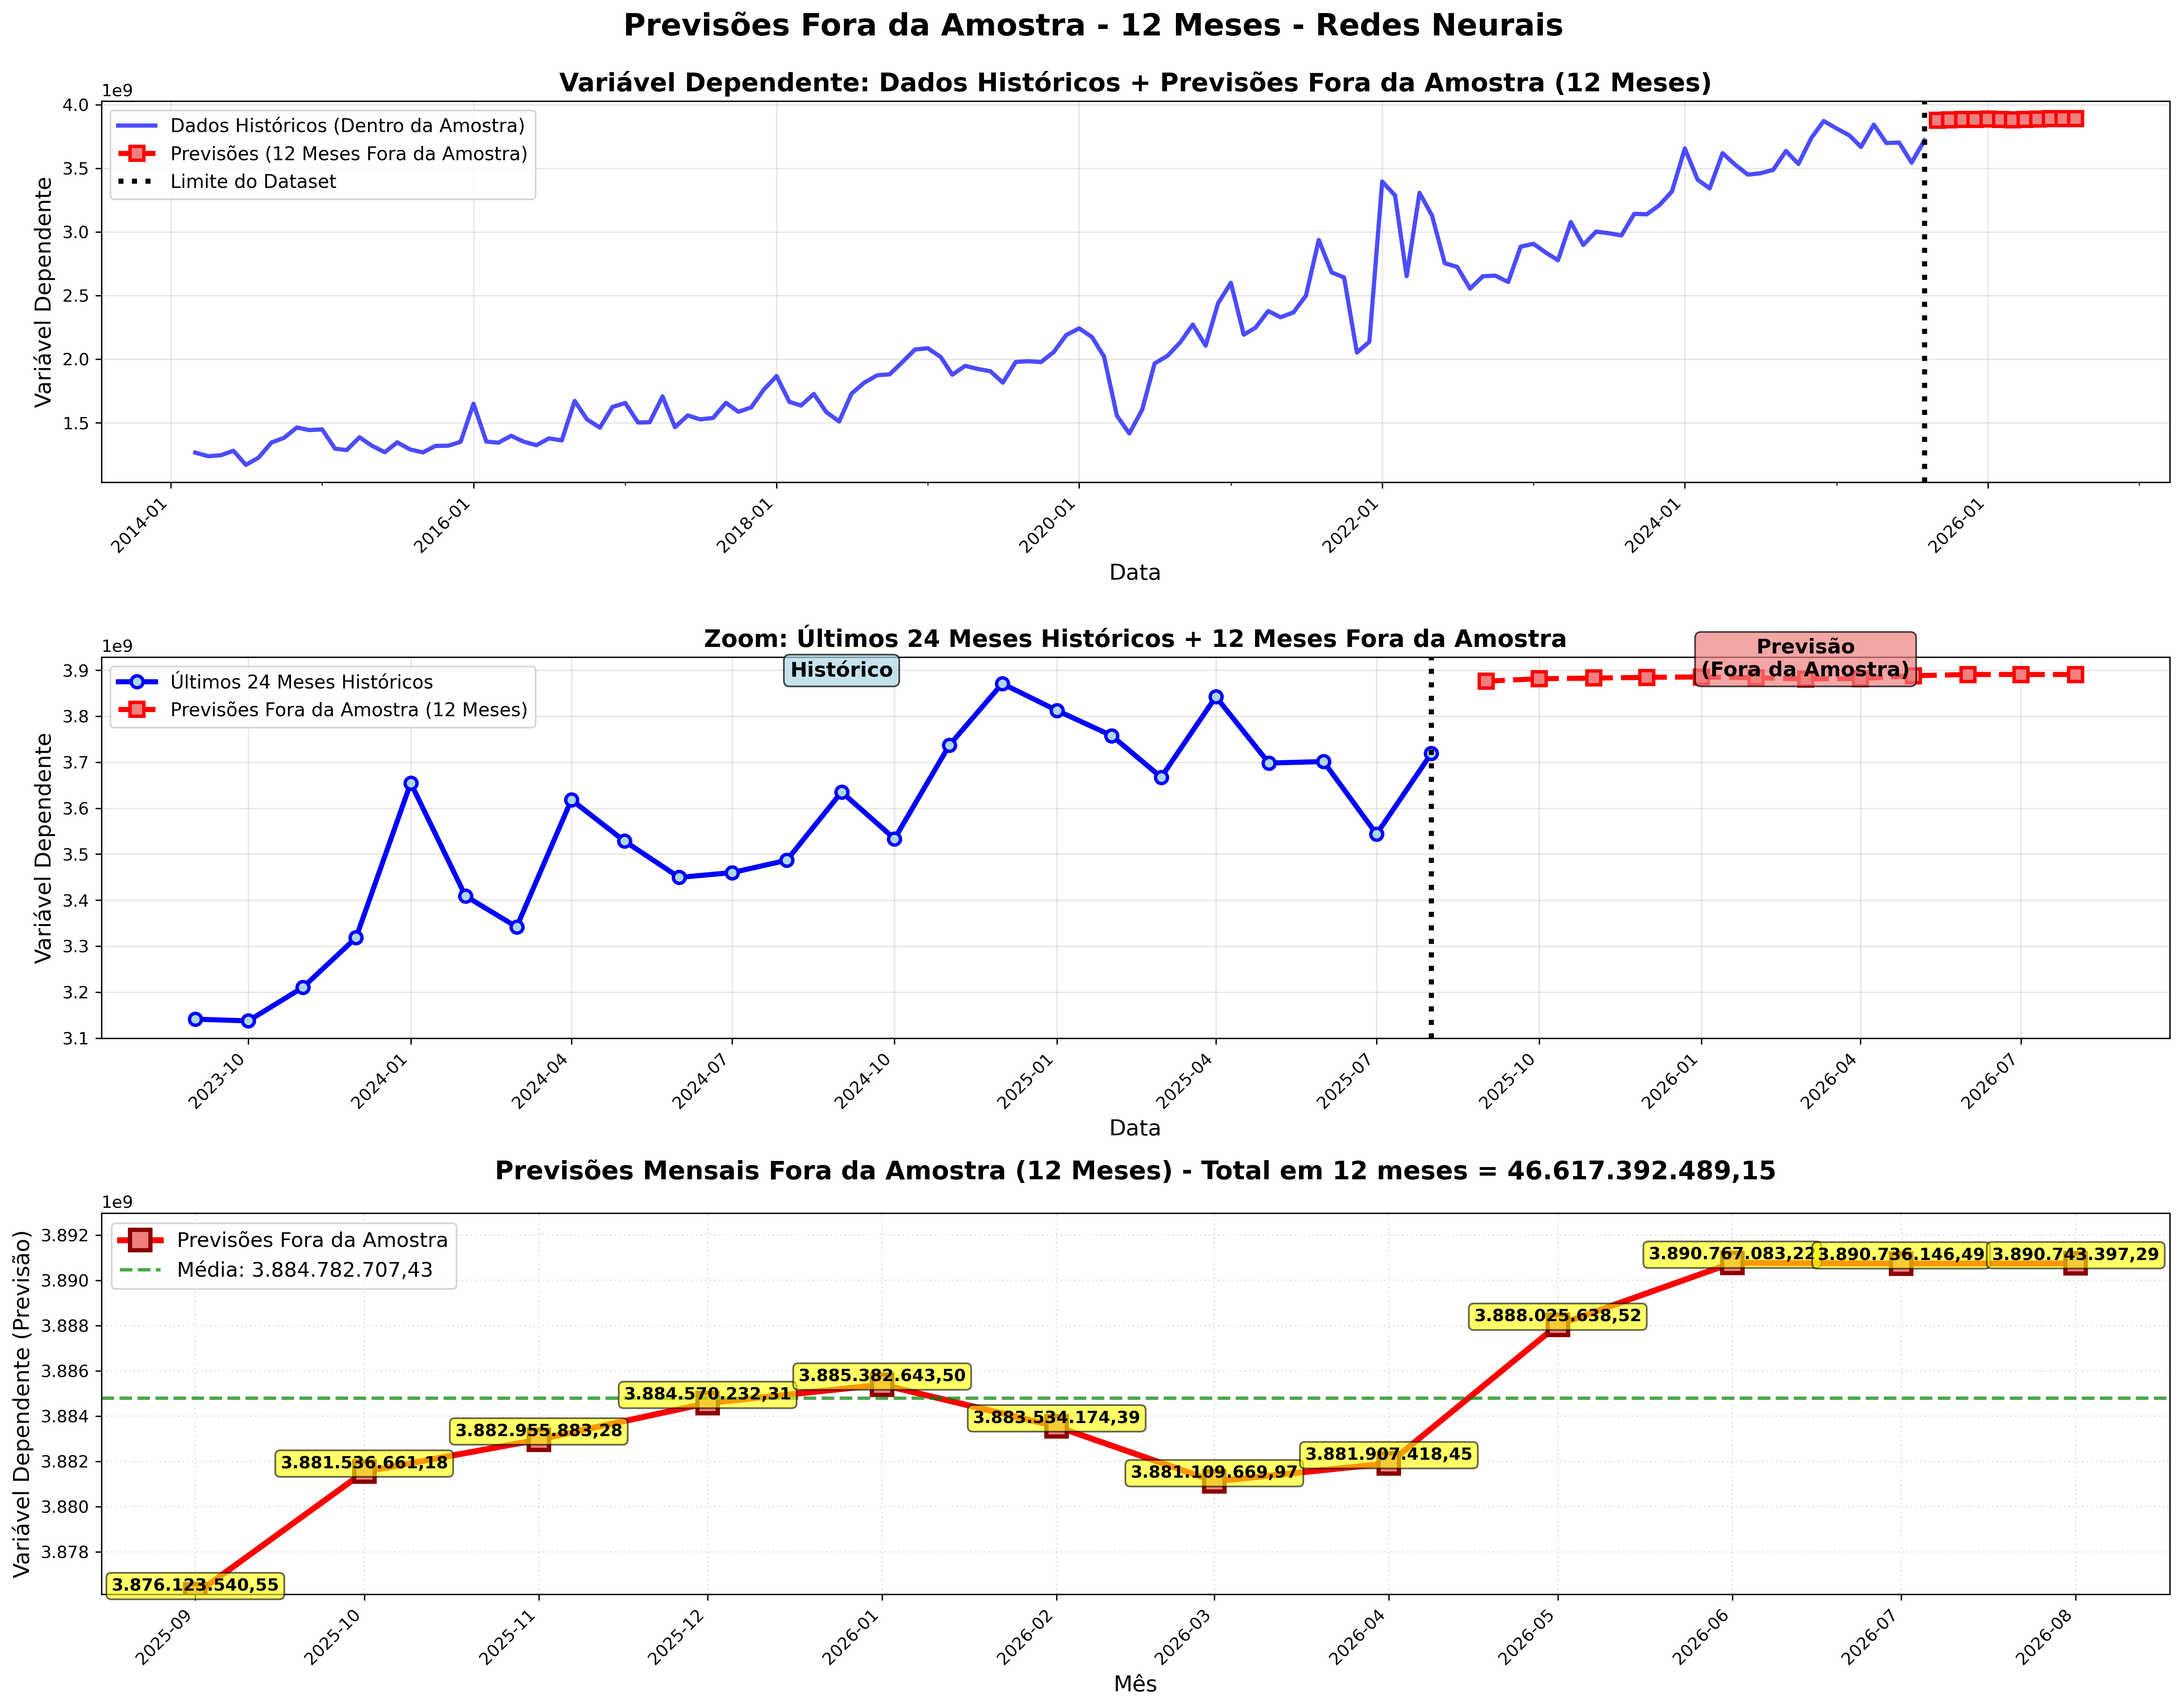 Previsões Fora da Amostra - 12 Meses - Redes Neurais
Variável Dependente: Dados Históricos + Previsões Fora da Amostra (12 Meses)
1e9
Dados Históricos (Dentro da Amostra)
Previsões (12 Meses Fora da Amostra)
Limite do Dataset
Variável Dependente
4.0
3.5
3.0
2.5
2.0
1.5
2014-01
2016-01
2018-01
2020-01
2022-01
2024-01
2026-01
Data
Zoom: Últimos 24 Meses Históricos + 12 Meses Fora da Amostra
1e9
Últimos 24 Meses Históricos
Previsões Fora da Amostra (12 Meses)
Histórico
Previsão
(Fora da Amostra)
Variável Dependente
3.9
3.8
3.7
3.6
3.5
3.4
3.3
3.2
3.1
2023-10
2024-01
2024-04
2024-07
2024-10
2025-01
2025-04
2025-07
2025-10
2026-01
2026-04
2026-07
Data
Previsões Mensais Fora da Amostra (12 Meses) - Total em 12 meses = 46.617.392.489,15
1e9
Previsões Fora da Amostra
Média: 3.884.782.707,43
Variável Dependente (Previsão)
3.892
3.890
3.888
3.886
3.884
3.882
3.880
3.878
3.876.123.540,55
3.881.536.661,18
3.882.955.883,28
3.884.570.232,31
3.885.382.643,50
3.883.534.174,39
3.881.109.669,97
3.881.907.418,45
3.888.025.638,52
3.890.767.083,22
3.890.736.146,49
3.890.743.397,29
2025-09
2025-10
2025-11
2025-12
2026-01
2026-02
2026-03
2026-04
2026-05
2026-06
2026-07
2026-08
Mês